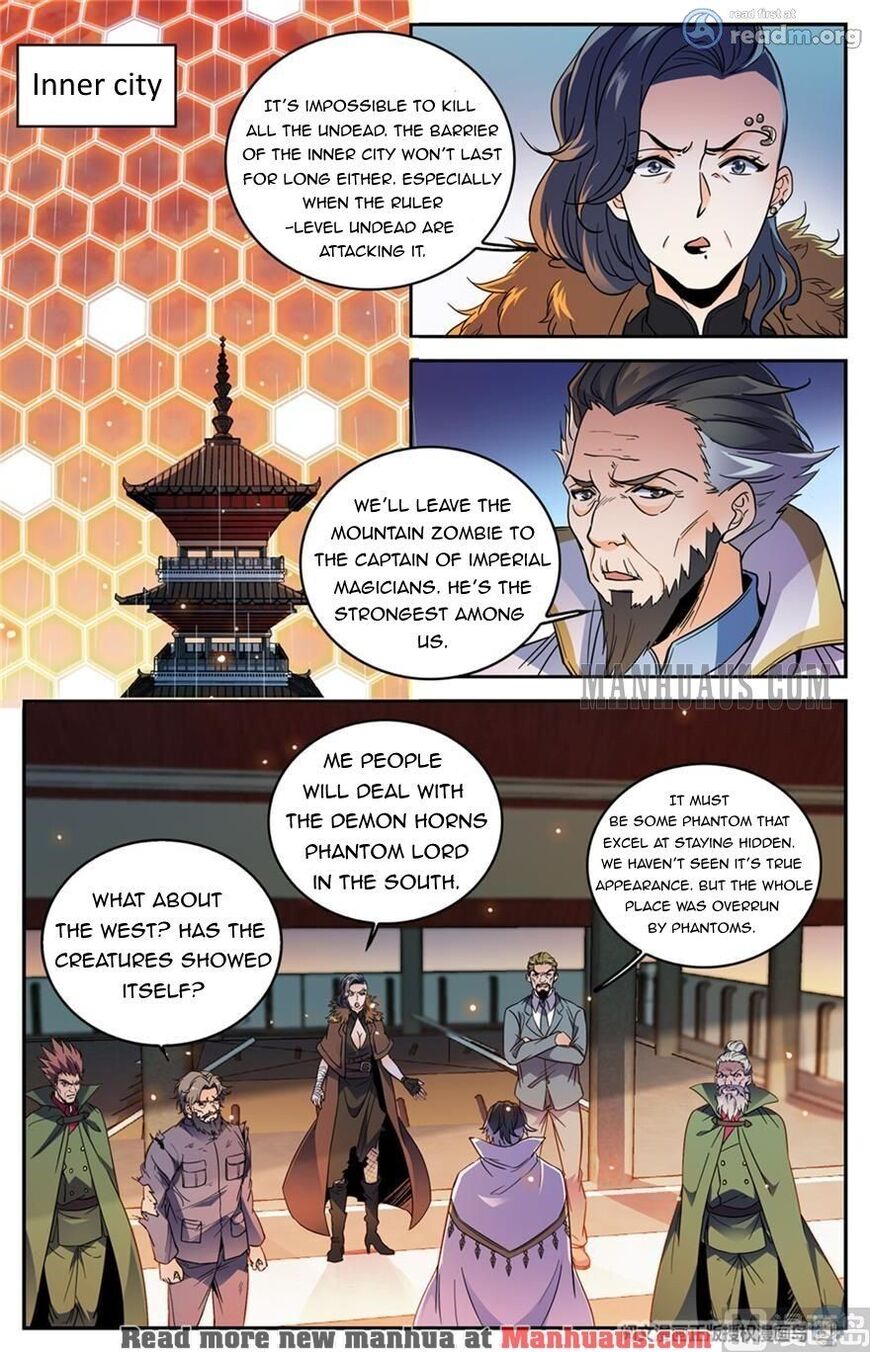 read first at
readm.org
Inner city
IT'S IMPOSSIBLE TO KILL
ALL THE UNDEAD. THE BARRIER
OF THE INNER CITY WON'T LAST
FOR LONG EITHER. ESPECIALLY
WHEN THE RULER
-LEVEL UNDEAD ARE
ATTACKING IT.
WE'LL LEAVE THE
MOUNTAIN ZOMBIE TO
THE CAPTAIN OF IMPERIAL
MAGICIANS. HE'S THE
STRONGEST AMONG
US.
MANHUAUS.COM
ME PEOPLE
WILL DEAL WITH
THE DEMON HORNS
PHANTOM LORD
IN THE SOUTH.
IT MUST
BE SOME PHANTOM THAT
EXCEL AT STAYING HIDDEN.
WE HAVEN'T SEEN IT'S TRUE
APPEARANCE. BUT THE WHOLE
PLACE WAS OVERRUN
BY PHANTOMS.
WHAT ABOUT
THE WEST? HAS THE
CREATURES SHOWED
ITSELF?
Read more new manhua at Manhuaus.com